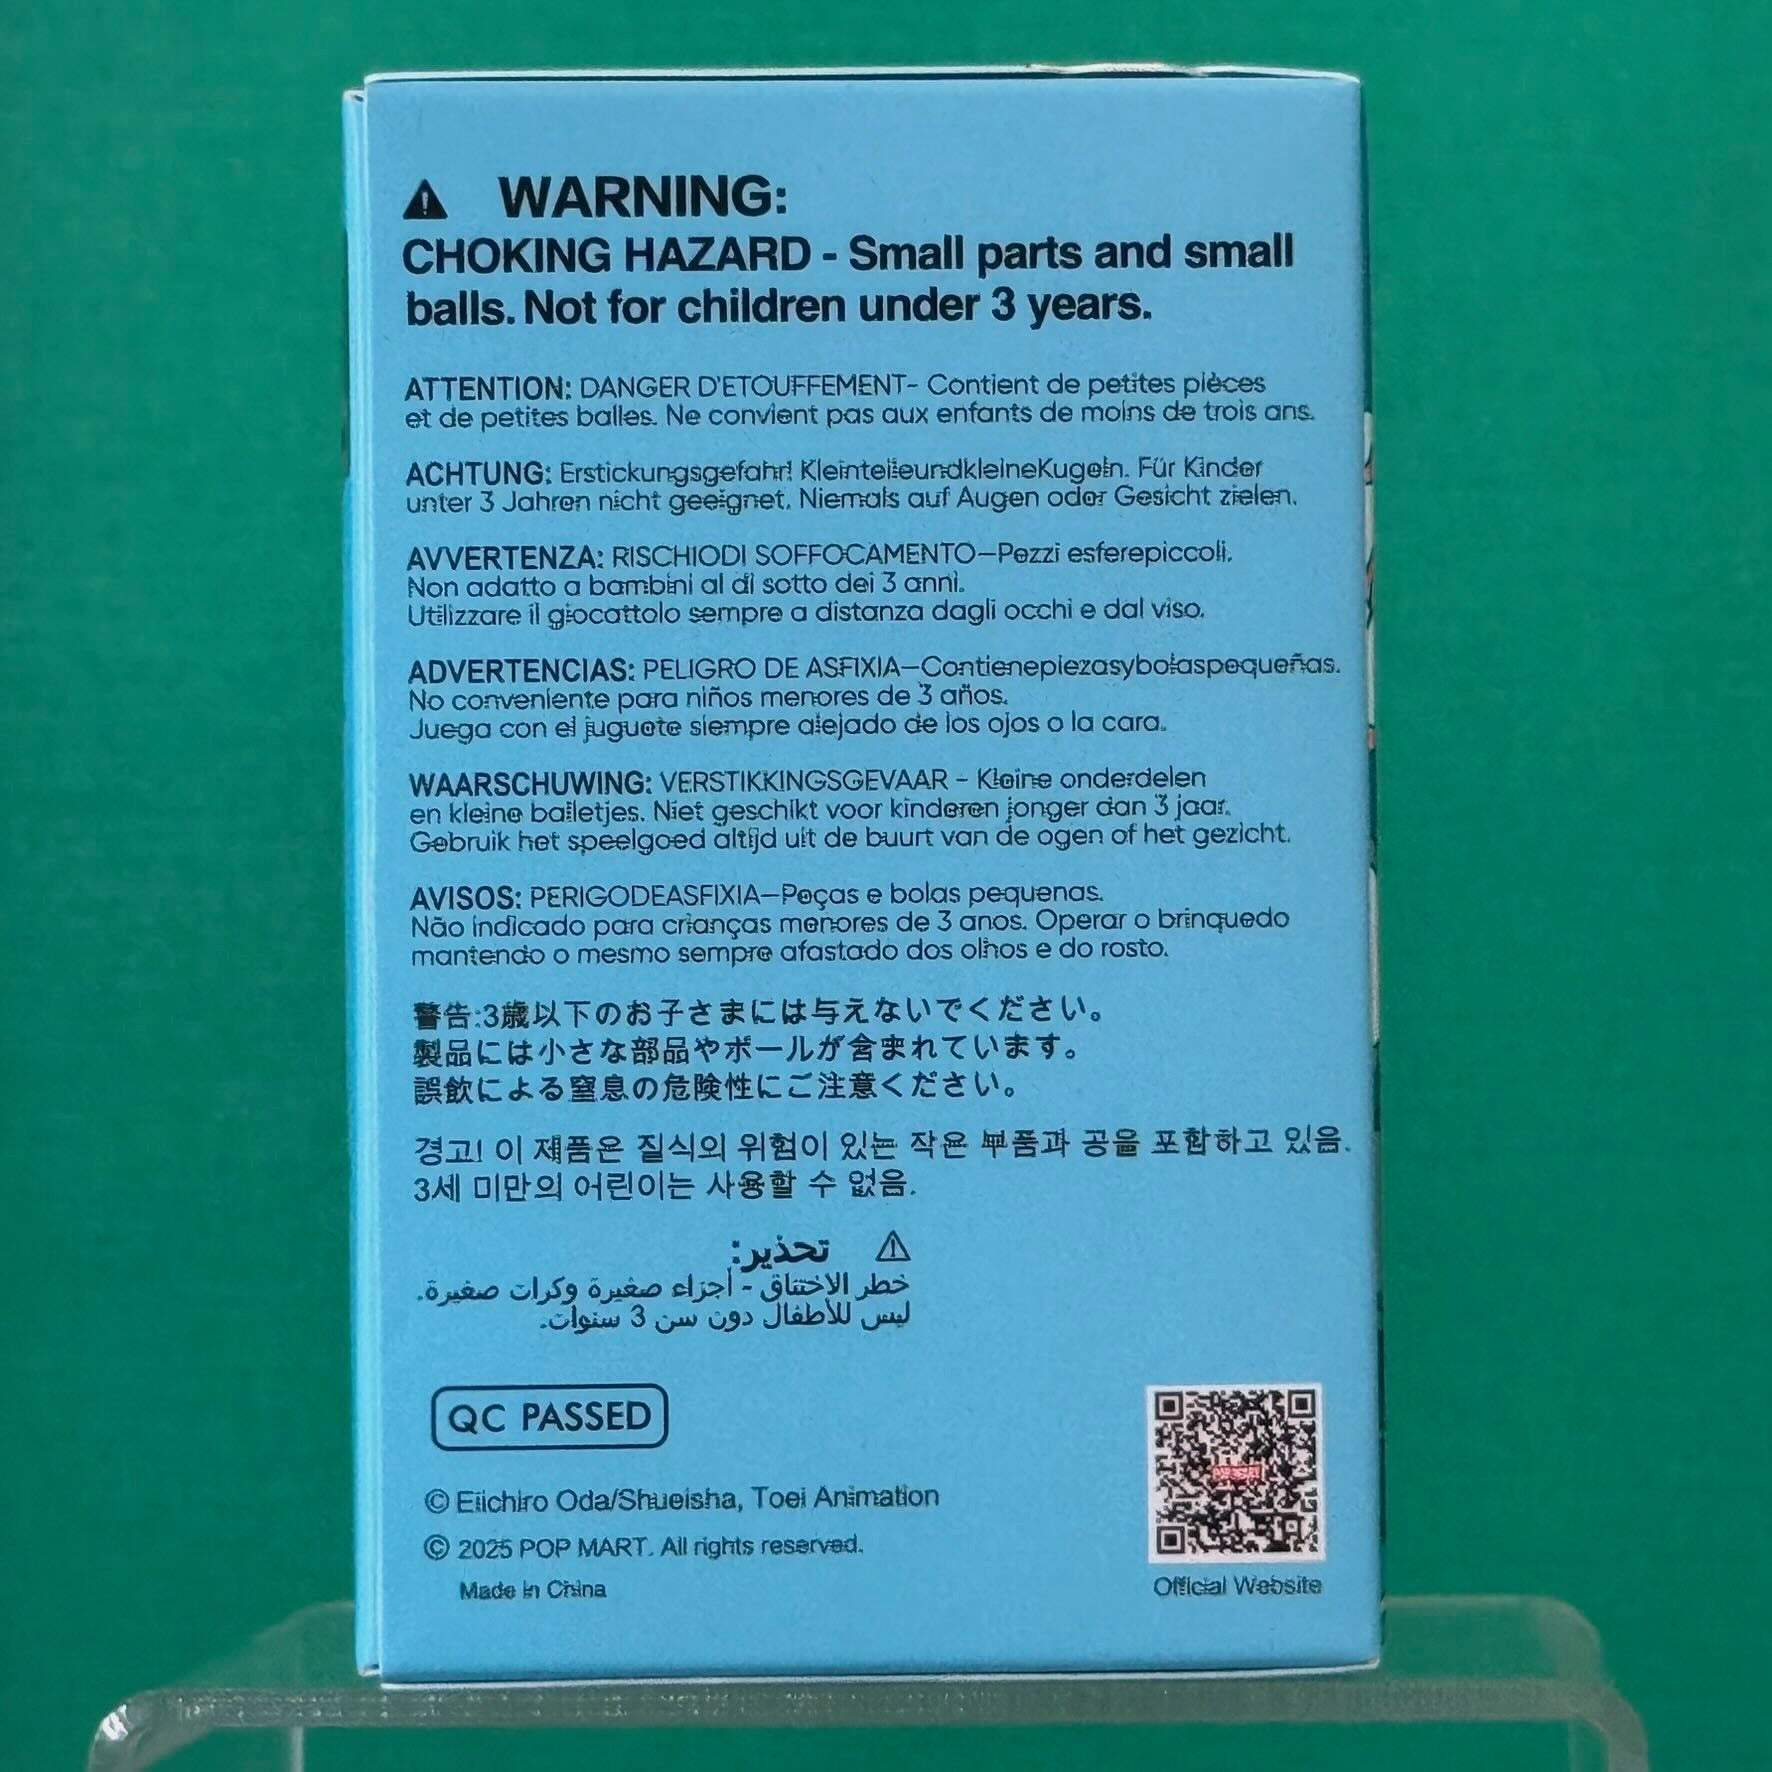 WARNING:
CHOKING HAZARD - Small parts and small
balls. Not for children under 3 years.
ATTENTION: DANGER D'ETOUFFEMENT- Contient de petites pièces
et de petites balles. Ne convient pas aux enfants de moins de trois ans.
ACHTUNG: Erstickungsgefahr! KleinteileundkleineKugeln. Für Kinder
unter 3 Jahren nicht geeignet. Niemals auf Augen oder Gesicht zielen.
AVVERTENZA: RISCHIODI SOFFOCAMENTO—Pezzi esferepiccoli.
Non adatto a bambini al di sotto dei 3 anni.
Utilizzare il giocattolo sempre a distanza dagli occhi e dal viso.
ADVERTENCIAS: PELIGRO DE ASFIXIA—Contienepiezasybolaspequeñas.
No conveniente para niños menores de 3 años.
Juega con el juguete siempre alejado de los ojos o la cara.
WAARSCHUWING: VERSTIKKINGSGEVAAR - Kleine onderdelen
en kleine balletjes. Niet geschikt voor kinderen jonger dan 3 jaar.
Gebruik het speelgoed altijd uit de buurt van de ogen of het gezicht.
AVISOS: PERIGODEASFIXIA—Peças e bolas pequenas.
Não indicado para crianças menores de 3 anos. Operar o brinquedo
mantendo o mesmo sempre afastado dos olhos e do rosto.
警告:3歳以下のお子さまには与えないでください。
製品には小さな部品やボールが含まれています。
誤飲による窒息の危険性にご注意ください。
경고! 이 제품은 질식의 위험이 있는 작은 부품과 공을 포함하고 있음.
3세 미만의 어린이는 사용할 수 없음.
تحذير:
خطر الاختناق - أجزاء صغيرة وكرات صغيرة.
ليس للأطفال دون سن 3 سنوات.
QC PASSED
© Eiichiro Oda/Shueisha, Toei Animation
© 2025 POP MART. All rights reserved.
Made in China
POP MART
Official Website